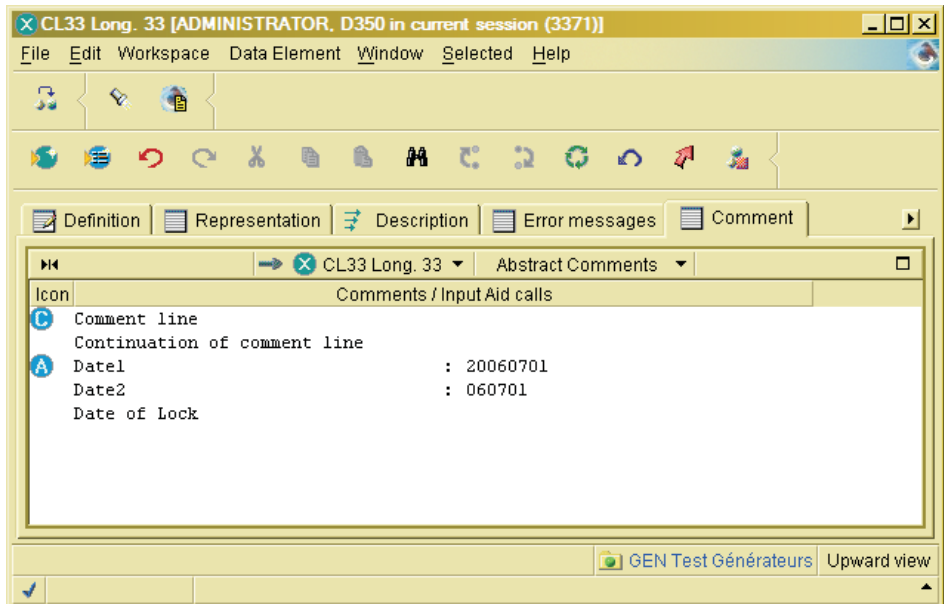 CL33 Long. 33 [ADMINISTRATOR, D350 in current session (3371)]
File Edit Workspace Data Element Window Selected Help
Definition Representation Description Error messages Comment
CL33 Long. 33 Abstract Comments
Icon Comments / Input Aid calls
C Comment line
Continuation of comment line
A Date1 : 20060701
Date2 : 060701
Date of Lock
GEN Test Générateurs Upward view